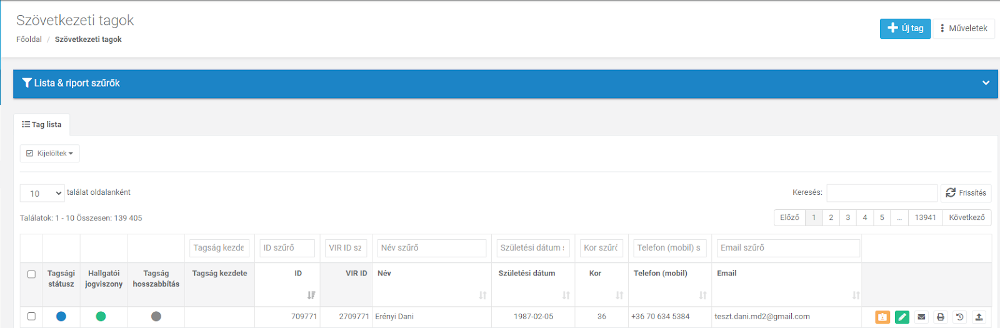 Szövetkezeti tagok
Főoldal / Szövetkezeti tagok
Új tag
Műveletek
Lista & riport szűrők
Tag lista
Kijelöltek
10 találat oldalanként
Keresés:
Frissítés
Találatok: 1 - 10 Összesen: 139 405
Előző 1 2 3 4 5 ... 13941 Következő
Tagság kezde ID szűrő VIR ID sz Név szűrő Születési dátum s Kor szűrő Telefon (mobil) s Email szűrő
Tagsági státusz Hallgatói jogviszony Tagság hosszabbítás Tagság kezdete ID VIR ID Név Születési dátum Kor Telefon (mobil) Email
709771 2709771 Erényi Dani 1987-02-05 36 +36 70 634 5384 teszt.dani.md2@gmail.com